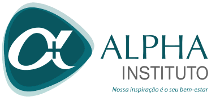 ALPHA
INSTITUTO
Nossa inspiração é o seu bem-estar